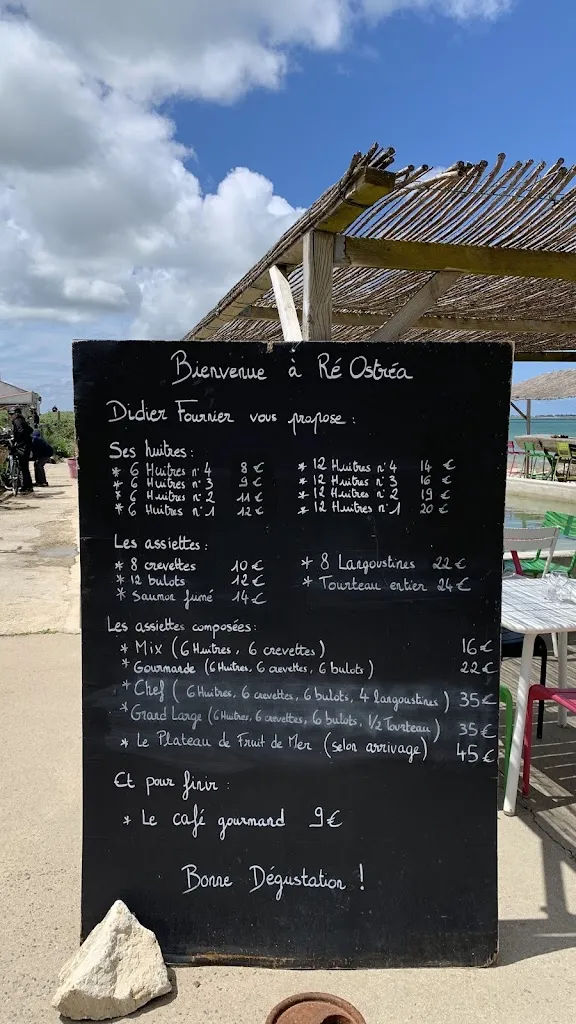 Bienvenue à Ré Ostréa
Didier Fournier vous propose :
Ses huîtres :
* 6 Huitres n°4 8 €
* 6 Huitres n°3 9 €
* 6 Huitres n°2 11 €
* 6 Huitres n°1 12 €
* 12 Huitres n°4 14 €
* 12 Huitres n°3 16 €
* 12 Huitres n°2 19 €
* 12 Huitres n°1 20 €
Les assiettes :
* 8 crevettes 10 €
* 12 bulots 12 €
* Saumon fumé 14 €
* 8 Langoustines 22 €
* Tourteau entier 24 €
Les assiettes composées :
* Mix (6 Huitres, 6 crevettes) 16 €
* Gourmande (6 Huitres, 6 crevettes, 6 bulots) 22 €
* Chef (6 Huitres, 6 crevettes, 6 bulots, 4 langoustines) 35 €
* Grand Large (6 Huitres, 6 crevettes, 6 bulots, 1/2 Tourteau) 35 €
* Le Plateau de Fruit de Mer (selon arrivage) 45 €
Et pour finir :
* Le café gourmand 9 €
Bonne Dégustation !